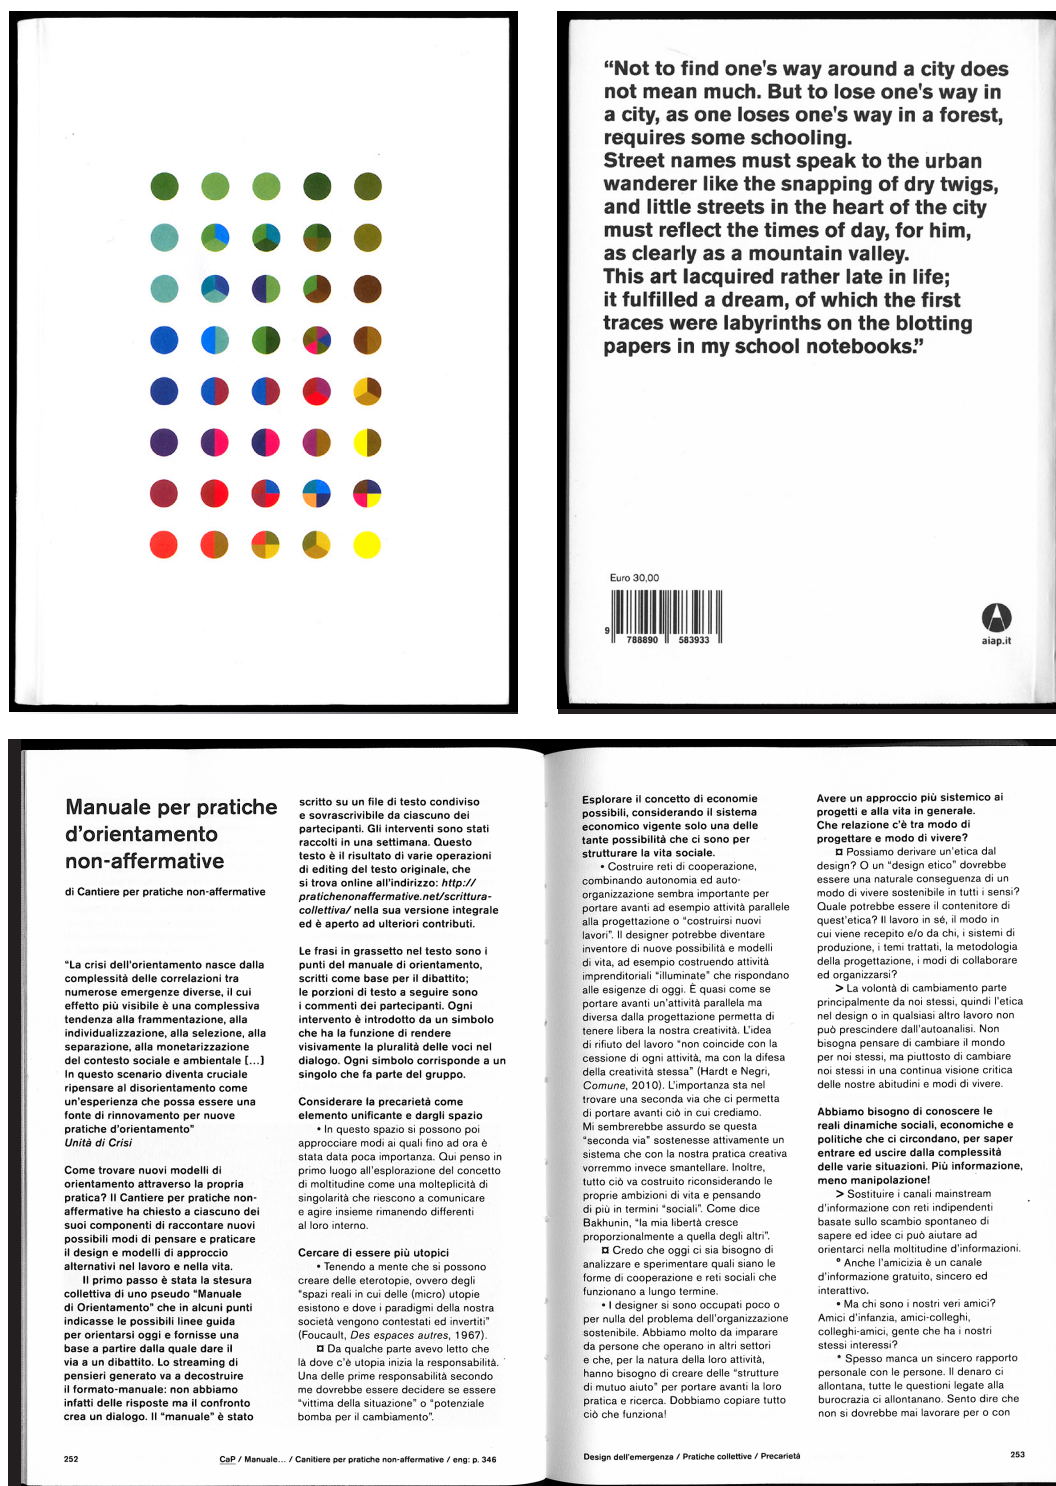 “Not to find one's way around a city does
not mean much. But to lose one's way in
a city, as one loses one's way in a forest,
requires some schooling.
Street names must speak to the urban
wanderer like the snapping of dry twigs,
and little streets in the heart of the city
must reflect the times of day, for him,
as clearly as a mountain valley.
This art Iacquired rather late in life;
it fulfilled a dream, of which the first
traces were labyrinths on the blotting
papers in my school notebooks.”
Euro 30,00
9 788890 583933
aiap.it
Manuale per pratiche
d'orientamento
non-affermative
di Cantiere per pratiche non-affermative
“La crisi dell'orientamento nasce dalla
complessità delle correlazioni tra
numerose emergenze diverse, il cui
effetto più visibile è una complessiva
tendenza alla frammentazione, alla
individualizzazione, alla selezione, alla
separazione, alla monetarizzazione
del contesto sociale e ambientale [...]
In questo scenario diventa cruciale
ripensare al disorientamento come
un'esperienza che possa essere una
fonte di rinnovamento per nuove
pratiche d'orientamento”
Unità di Crisi
Come trovare nuovi modelli di
orientamento attraverso la propria
pratica? Il Cantiere per pratiche non-
affermative ha chiesto a ciascuno dei
suoi componenti di raccontare nuovi
possibili modi di pensare e praticare
il design e modelli di approccio
alternativi nel lavoro e nella vita.
Il primo passo è stata la stesura
collettiva di uno pseudo “Manuale
di Orientamento” che in alcuni punti
indicasse le possibili linee guida
per orientarsi oggi e fornisse una
base a partire dalla quale dare il
via a un dibattito. Lo streaming di
pensieri generato va a decostruire
il formato-manuale: non abbiamo
infatti delle risposte ma il confronto
crea un dialogo. Il “manuale” è stato
scritto su un file di testo condiviso
e sovrascrivibile da ciascuno dei
partecipanti. Gli interventi sono stati
raccolti in una settimana. Questo
testo è il risultato di varie operazioni
di editing del testo originale, che
si trova online all'indirizzo: http://
pratichenonaffermative.net/scrittura-
collettiva/ nella sua versione integrale
ed è aperto ad ulteriori contributi.
Le frasi in grassetto nel testo sono i
punti del manuale di orientamento,
scritti come base per il dibattito;
le porzioni di testo a seguire sono
i commenti dei partecipanti. Ogni
intervento è introdotto da un simbolo
che ha la funzione di rendere
visivamente la pluralità delle voci nel
dialogo. Ogni simbolo corrisponde a un
singolo che fa parte del gruppo.
Considerare la precarietà come
elemento unificante e dargli spazio
• In questo spazio si possono poi
approcciare modi ai quali fino ad ora è
stata data poca importanza. Qui penso in
primo luogo all'esplorazione del concetto
di moltitudine come una molteplicità di
singolarità che riescono a comunicare
e agire insieme rimanendo differenti
al loro interno.
Cercare di essere più utopici
• Tenendo a mente che si possono
creare delle eterotopie, ovvero degli
“spazi reali in cui delle (micro) utopie
esistono e dove i paradigmi della nostra
società vengono contestati ed invertiti”
(Foucault, Des espaces autres, 1967).
¤ Da qualche parte avevo letto che
là dove c'è utopia inizia la responsabilità.
Una delle prime responsabilità secondo
me dovrebbe essere decidere se essere
“vittima della situazione” o “potenziale
bomba per il cambiamento”.
252
CaP / Manuale... / Canitiere per pratiche non-affermative / eng: p. 346
Esplorare il concetto di economie
possibili, considerando il sistema
economico vigente solo una delle
tante possibilità che ci sono per
strutturare la vita sociale.
• Costruire reti di cooperazione,
combinando autonomia ed auto-
organizzazione sembra importante per
portare avanti ad esempio attività parallele
alla progettazione o “costruirsi nuovi
lavori”. Il designer potrebbe diventare
inventore di nuove possibilità e modelli
di vita, ad esempio costruendo attività
imprenditoriali “illuminate” che rispondano
alle esigenze di oggi. È quasi come se
portare avanti un'attività parallela ma
diversa dalla progettazione permetta di
tenere libera la nostra creatività. L'idea
di rifiuto del lavoro “non coincide con la
cessione di ogni attività, ma con la difesa
della creatività stessa” (Hardt e Negri,
Comune, 2010). L'importanza sta nel
trovare una seconda via che ci permetta
di portare avanti ciò in cui crediamo.
Mi sembrerebbe assurdo se questa
“seconda via” sostenesse attivamente un
sistema che con la nostra pratica creativa
vorremmo invece smantellare. Inoltre,
tutto ciò va costruito riconsiderando le
proprie ambizioni di vita e pensando
di più in termini “sociali”. Come dice
Bakhunin, “la mia libertà cresce
proporzionalmente a quella degli altri”.
¤ Credo che oggi ci sia bisogno di
analizzare e sperimentare quali siano le
forme di cooperazione e reti sociali che
funzionano a lungo termine.
• I designer si sono occupati poco o
per nulla del problema dell'organizzazione
sostenibile. Abbiamo molto da imparare
da persone che operano in altri settori
e che, per la natura della loro attività,
hanno bisogno di creare delle “strutture
di mutuo aiuto” per portare avanti la loro
pratica e ricerca. Dobbiamo copiare tutto
ciò che funziona!
Avere un approccio più sistemico ai
progetti e alla vita in generale.
Che relazione c'è tra modo di
progettare e modo di vivere?
¤ Possiamo derivare un'etica dal
design? O un “design etico” dovrebbe
essere una naturale conseguenza di un
modo di vivere sostenibile in tutti i sensi?
Quale potrebbe essere il contenitore di
quest'etica? Il lavoro in sé, il modo in
cui viene recepito e/o da chi, i sistemi di
produzione, i temi trattati, la metodologia
della progettazione, i modi di collaborare
ed organizzarsi?
> La volontà di cambiamento parte
principalmente da noi stessi, quindi l'etica
nel design o in qualsiasi altro lavoro non
può prescindere dall'autoanalisi. Non
bisogna pensare di cambiare il mondo
per noi stessi, ma piuttosto di cambiare
noi stessi in una continua visione critica
delle nostre abitudini e modi di vivere.
Abbiamo bisogno di conoscere le
reali dinamiche sociali, economiche e
politiche che ci circondano, per saper
entrare ed uscire dalla complessità
delle varie situazioni. Più informazione,
meno manipolazione!
> Sostituire i canali mainstream
d'informazione con reti indipendenti
basate sullo scambio spontaneo di
sapere ed idee ci può aiutare ad
orientarci nella moltitudine d'informazioni.
° Anche l'amicizia è un canale
d'informazione gratuito, sincero ed
interattivo.
• Ma chi sono i nostri veri amici?
Amici d'infanzia, amici-colleghi,
colleghi-amici, gente che ha i nostri
stessi interessi?
* Spesso manca un sincero rapporto
personale con le persone. Il denaro ci
allontana, tutte le questioni legate alla
burocrazia ci allontanano. Sento dire che
non si dovrebbe mai lavorare per o con
Design dell'emergenza / Pratiche collettive / Precarietà
253